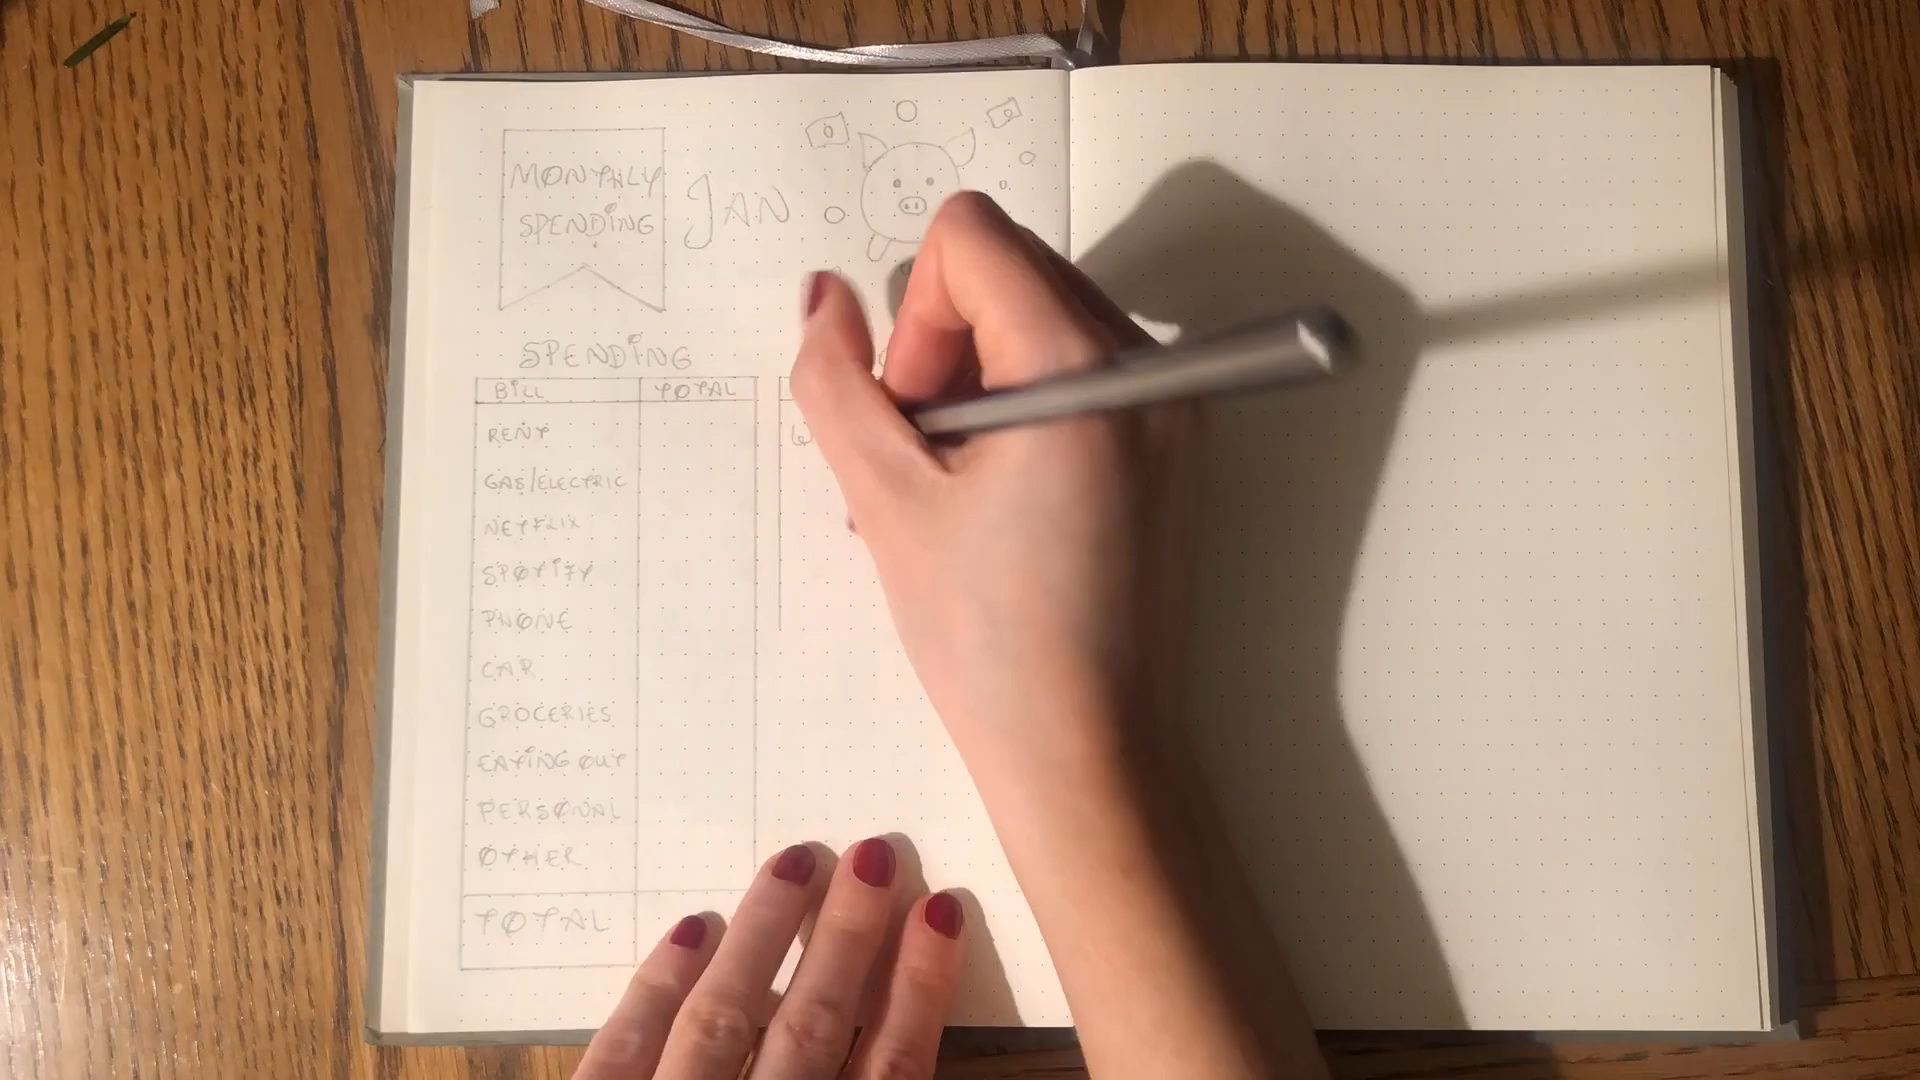 MONTHLY
SPENDING
JAN
SPENDING
BILL TOTAL
RENT
GAS/ELECTRIC
NETFLIX
SPOTIFY
PHONE
CAR
GROCERIES
EATING OUT
PERSONAL
OTHER
TOTAL